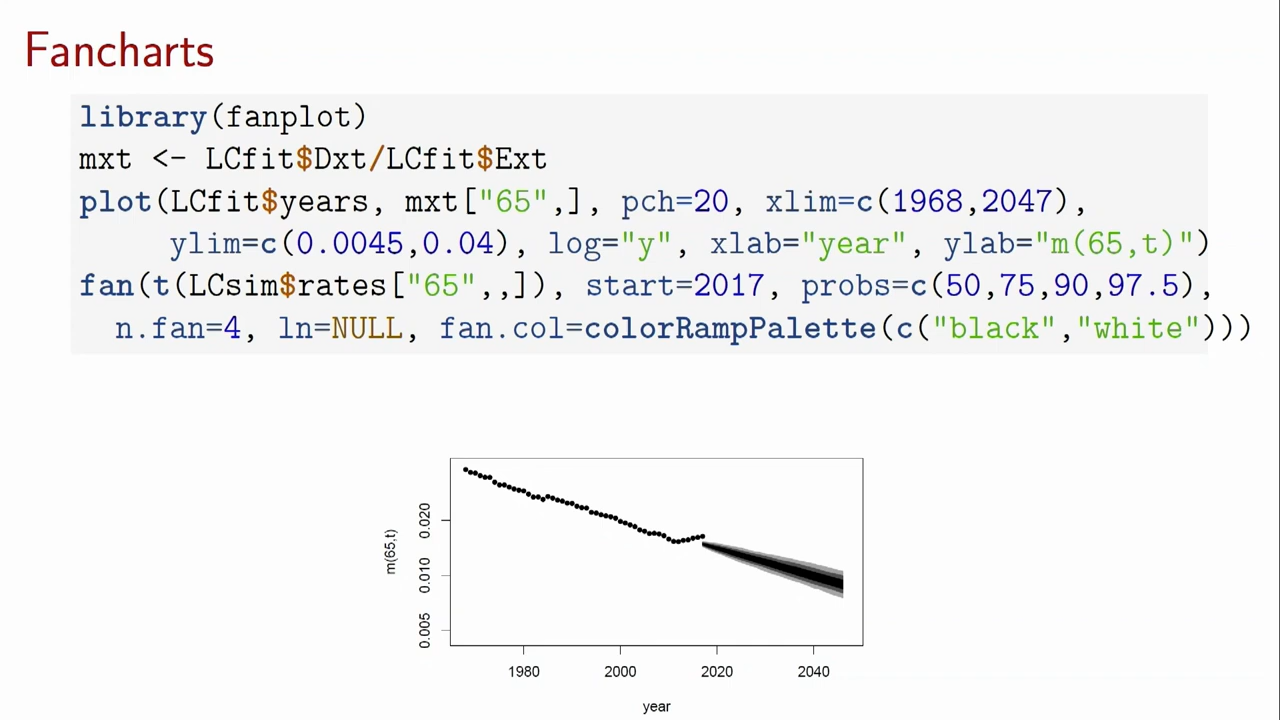 Fancharts
library(fanplot)
mxt <- LCfit$Dxt/LCfit$Ext
plot(LCfit$years, mxt["65",], pch=20, xlim=c(1968,2047),
ylim=c(0.0045,0.04), log="y", xlab="year", ylab="m(65,t)")
fan(t(LCsim$rates["65",,]), start=2017, probs=c(50,75,90,97.5),
n.fan=4, ln=NULL, fan.col=colorRampPalette(c("black","white")))
m(65,t)
0.020
0.010
0.005
1980 2000 2020 2040
year